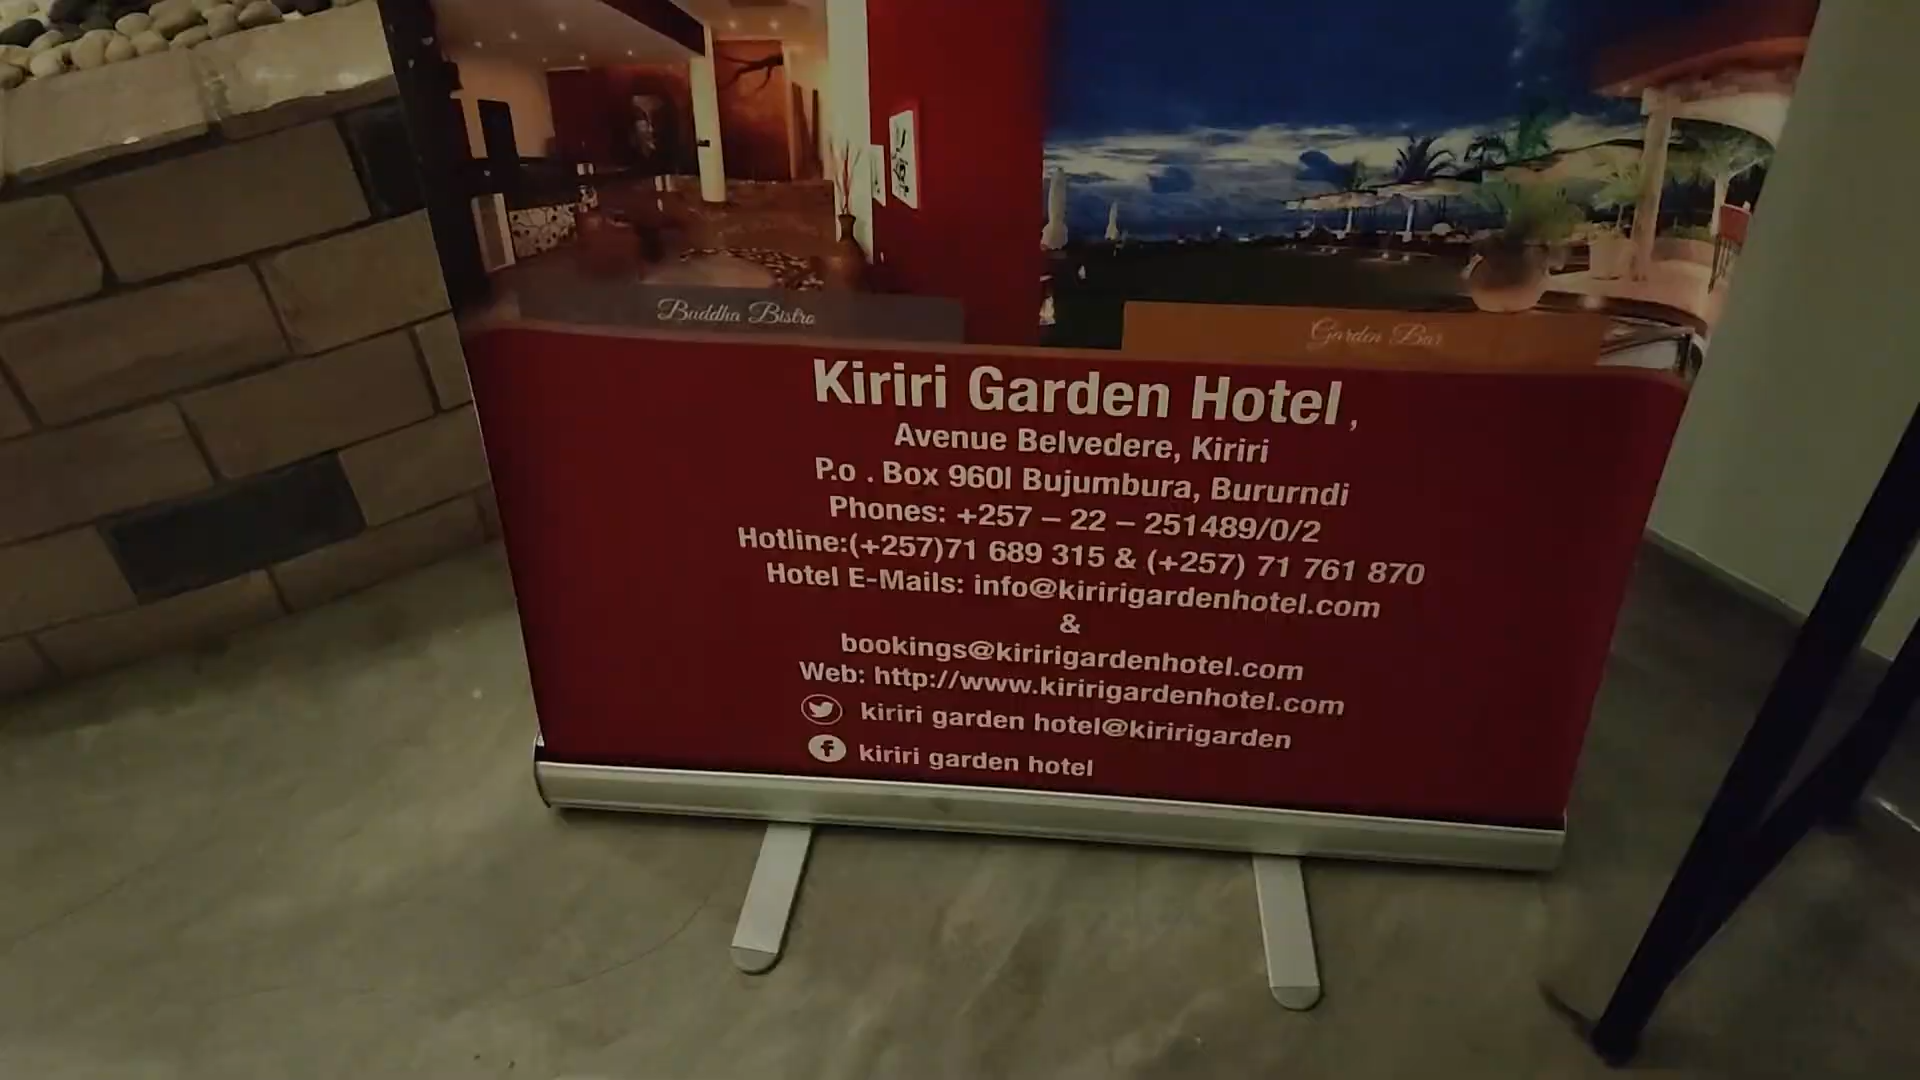 Buddha Bistro
Garden Bar
Kiriri Garden Hotel ,
Avenue Belvedere, Kiriri
P.o . Box 960l Bujumbura, Bururndi
Phones: +257 – 22 – 251489/0/2
Hotline:(+257)71 689 315 & (+257) 71 761 870
Hotel E-Mails: info@kiririgardenhotel.com
&
bookings@kiririgardenhotel.com
Web: http://www.kiririgardenhotel.com
kiriri garden hotel@kiririgarden
kiriri garden hotel